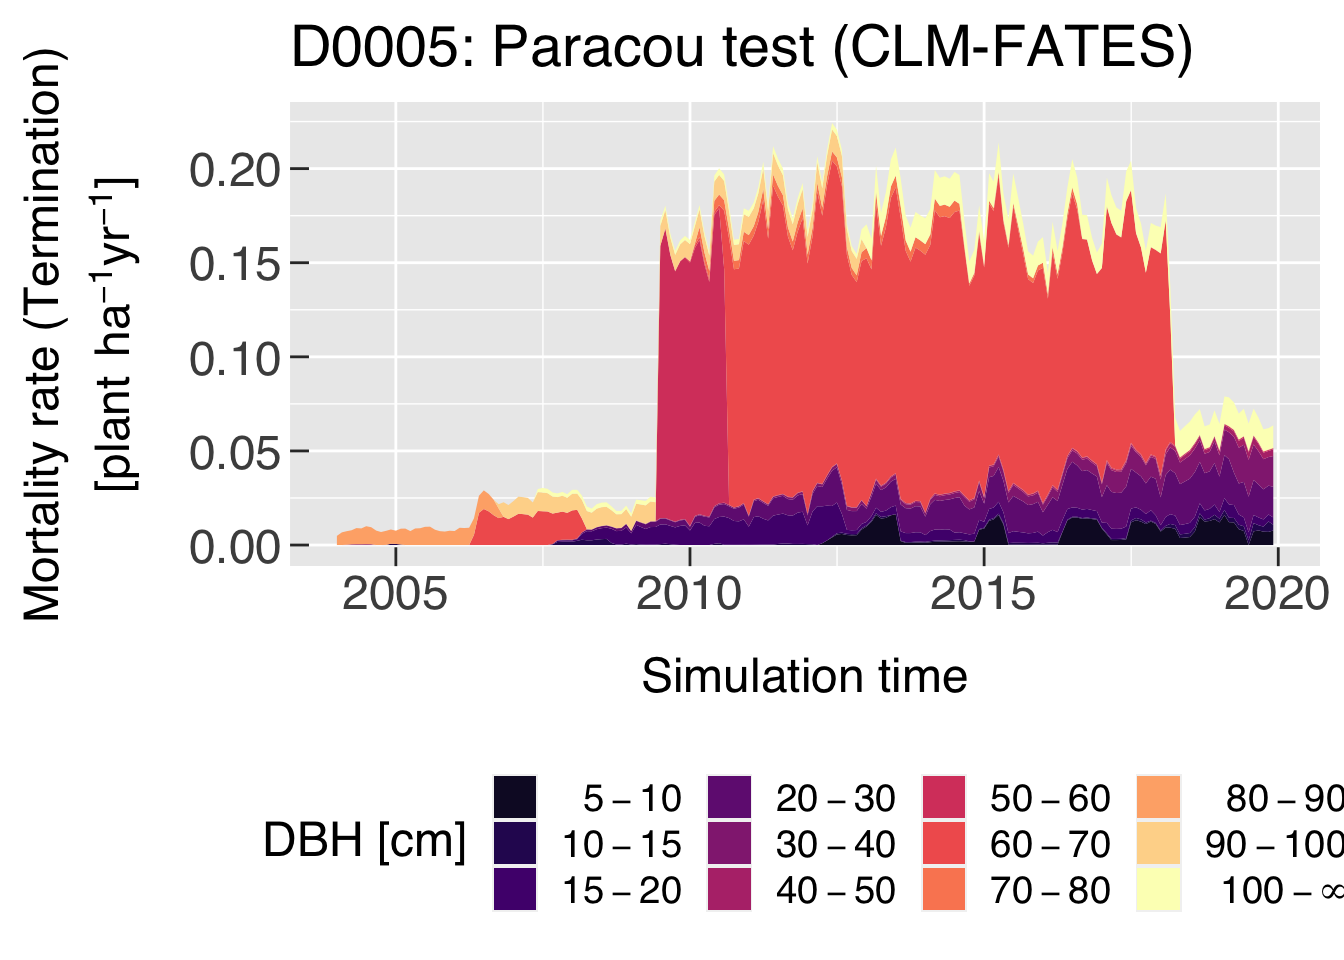 D0005: Paracou test (CLM-FATES)
Mortality rate (Termination)
[plant ha⁻¹yr⁻¹]
0.20
0.15
0.10
0.05
0.00
2005 2010 2015 2020
Simulation time
DBH [cm]
5 – 10 20 – 30 50 – 60 80 – 90
10 – 15 30 – 40 60 – 70 90 – 100
15 – 20 40 – 50 70 – 80 100 – ∞